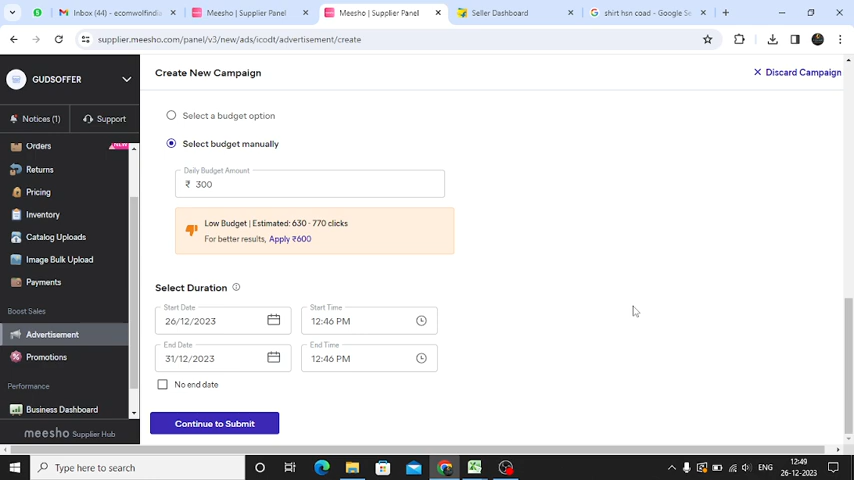 Inbox (44) - ecomwolfindia
Meesho | Supplier Panel
Meesho | Supplier Panel
Seller Dashboard
shirt hsn coad - Google Se
supplier.meesho.com/panel/v3/new/ads/icodt/advertisement/create
GUDSOFFER
Create New Campaign
Discard Campaign
Notices (1)
Support
Select a budget option
Orders
NEW
Select budget manually
Returns
Daily Budget Amount
Pricing
₹ 300
Inventory
Low Budget | Estimated: 630 - 770 clicks
Catalog Uploads
For better results, Apply ₹600
Image Bulk Upload
Payments
Select Duration
Boost Sales
Start Date
Start Time
26/12/2023
12:46 PM
Advertisement
End Date
End Time
Promotions
31/12/2023
12:46 PM
Performance
No end date
Business Dashboard
Continue to Submit
meesho Supplier Hub
Type here to search
ENG
12:49
26-12-2023